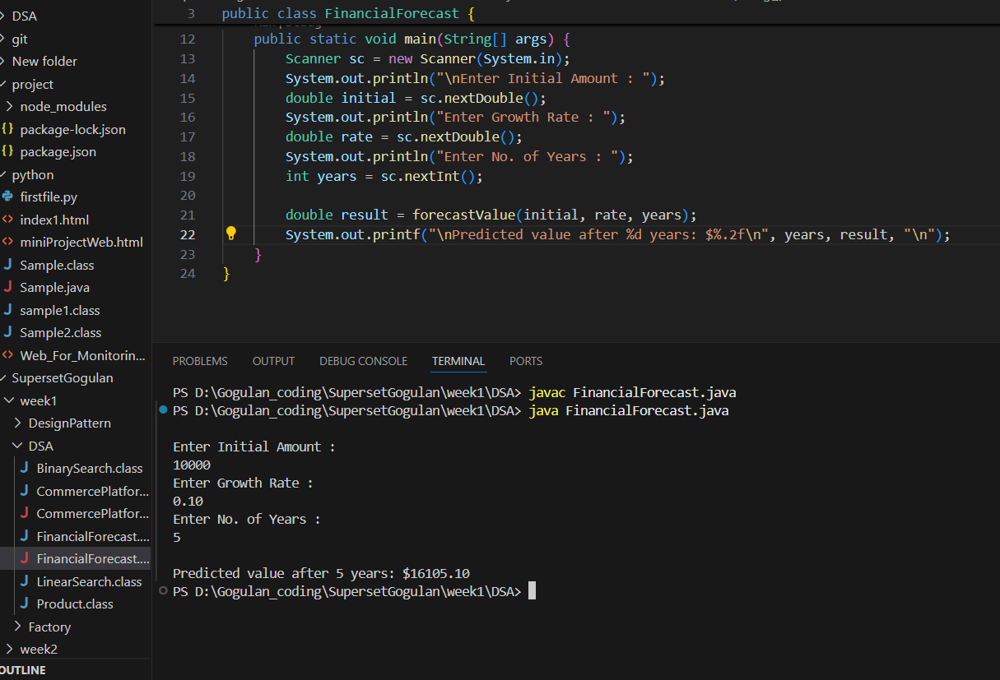 DSA
git
New folder
project
node_modules
package-lock.json
package.json
python
firstfile.py
index1.html
miniProjectWeb.html
Sample.class
Sample.java
sample1.class
Sample2.class
Web_For_Monitorin...
SupersetGogulan
week1
DesignPattern
DSA
BinarySearch.class
CommercePlatfor...
CommercePlatfor...
FinancialForecast....
FinancialForecast....
LinearSearch.class
Product.class
Factory
week2
OUTLINE
3 public class FinancialForecast {
12 public static void main(String[] args) {
13 Scanner sc = new Scanner(System.in);
14 System.out.println("\nEnter Initial Amount : ");
15 double initial = sc.nextDouble();
16 System.out.println("Enter Growth Rate : ");
17 double rate = sc.nextDouble();
18 System.out.println("Enter No. of Years : ");
19 int years = sc.nextInt();
20
21 double result = forecastValue(initial, rate, years);
22 System.out.printf("\nPredicted value after %d years: $%.2f\n", years, result, "\n");
23 }
24 }
PROBLEMS OUTPUT DEBUG CONSOLE TERMINAL PORTS
PS D:\Gogulan_coding\SupersetGogulan\week1\DSA> javac FinancialForecast.java
PS D:\Gogulan_coding\SupersetGogulan\week1\DSA> java FinancialForecast.java
Enter Initial Amount :
10000
Enter Growth Rate :
0.10
Enter No. of Years :
5
Predicted value after 5 years: $16105.10
PS D:\Gogulan_coding\SupersetGogulan\week1\DSA>